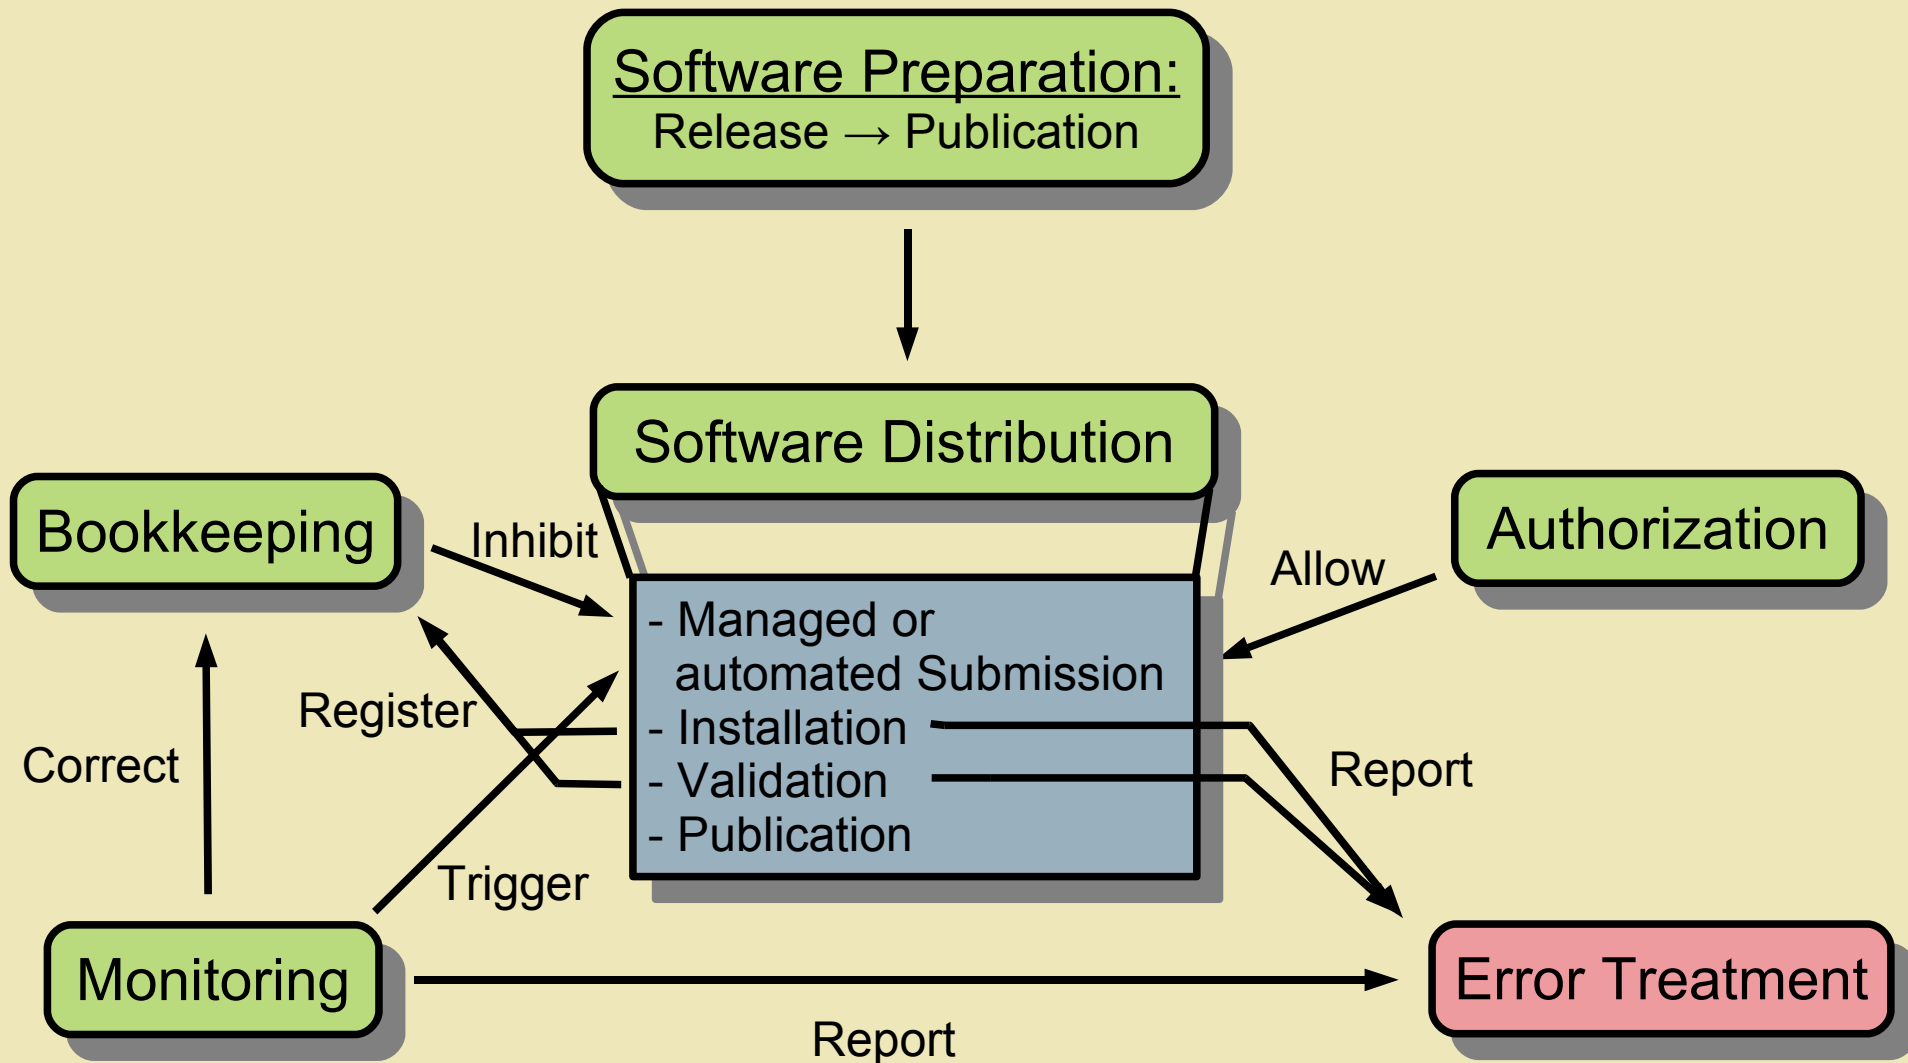 Software Preparation:
Release → Publication
Software Distribution
Bookkeeping
Inhibit
Authorization
Allow
- Managed or
automated Submission
- Installation
- Validation
- Publication
Register
Correct
Report
Trigger
Monitoring
Error Treatment
Report